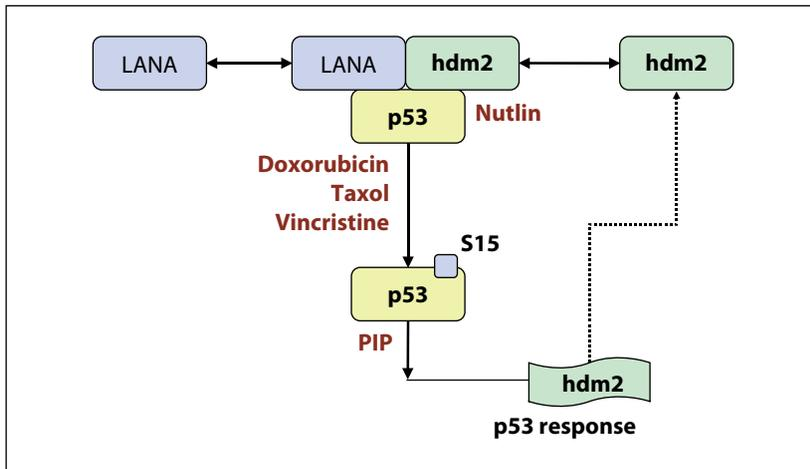 LANA
LANA
hdm2
hdm2
p53
Nutlin
Doxorubicin
Taxol
Vincristine
S15
p53
PIP
hdm2
p53 response